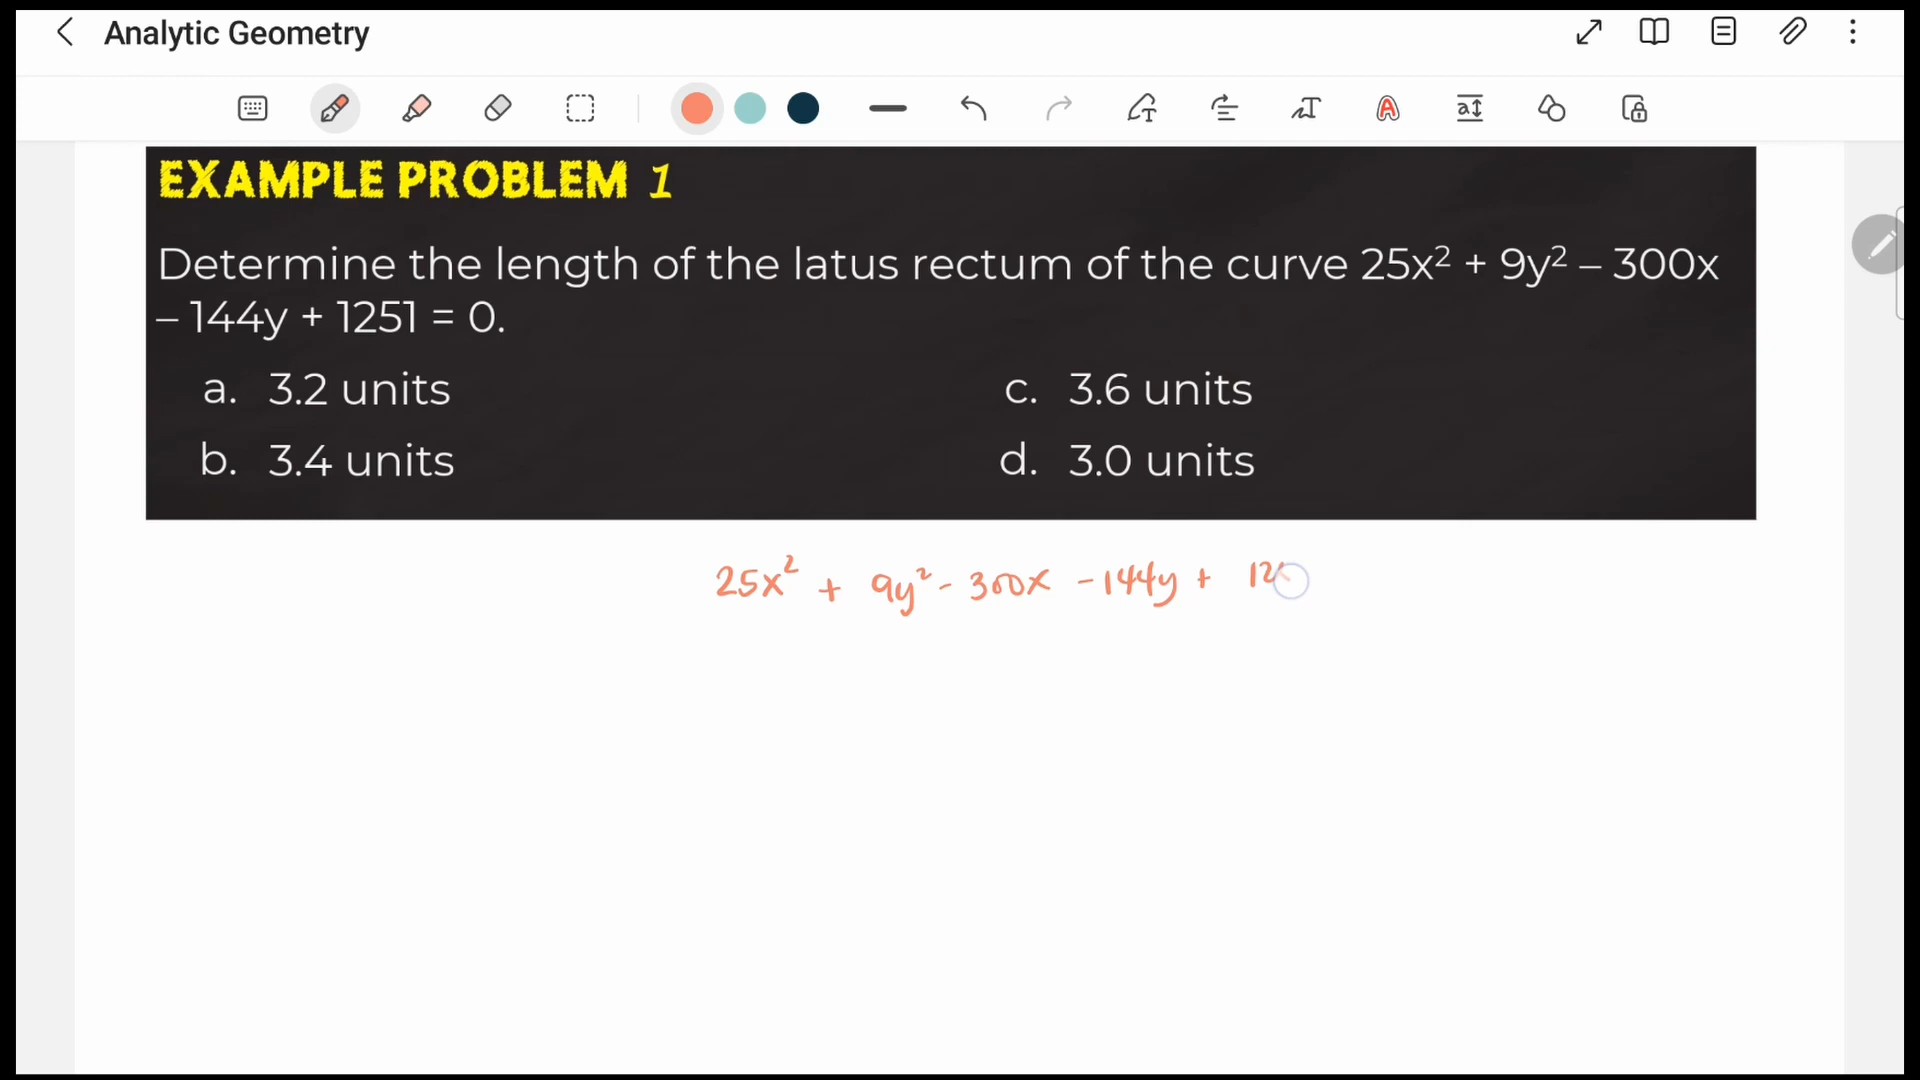 Analytic Geometry
EXAMPLE PROBLEM 1
Determine the length of the latus rectum of the curve 25x² + 9y² – 300x
– 144y + 1251 = 0.
a. 3.2 units
c. 3.6 units
b. 3.4 units
d. 3.0 units
25x² + 9y² - 300x - 144y + 12